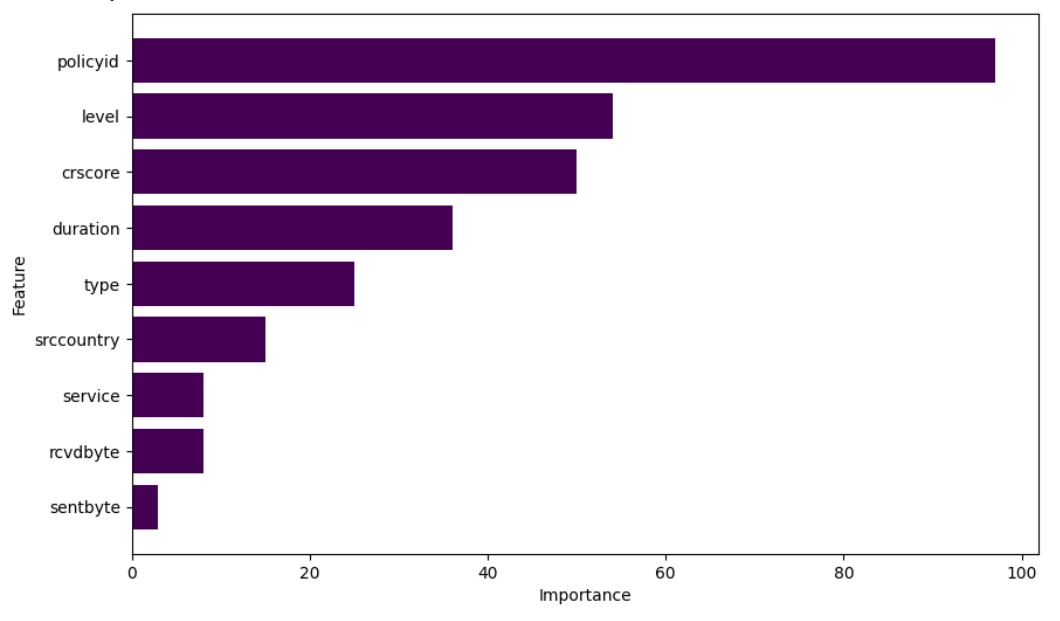 policyid
level
crscore
duration
type
srccountry
service
rcvdbyte
sentbyte
Feature
0 20 40 60 80 100
Importance